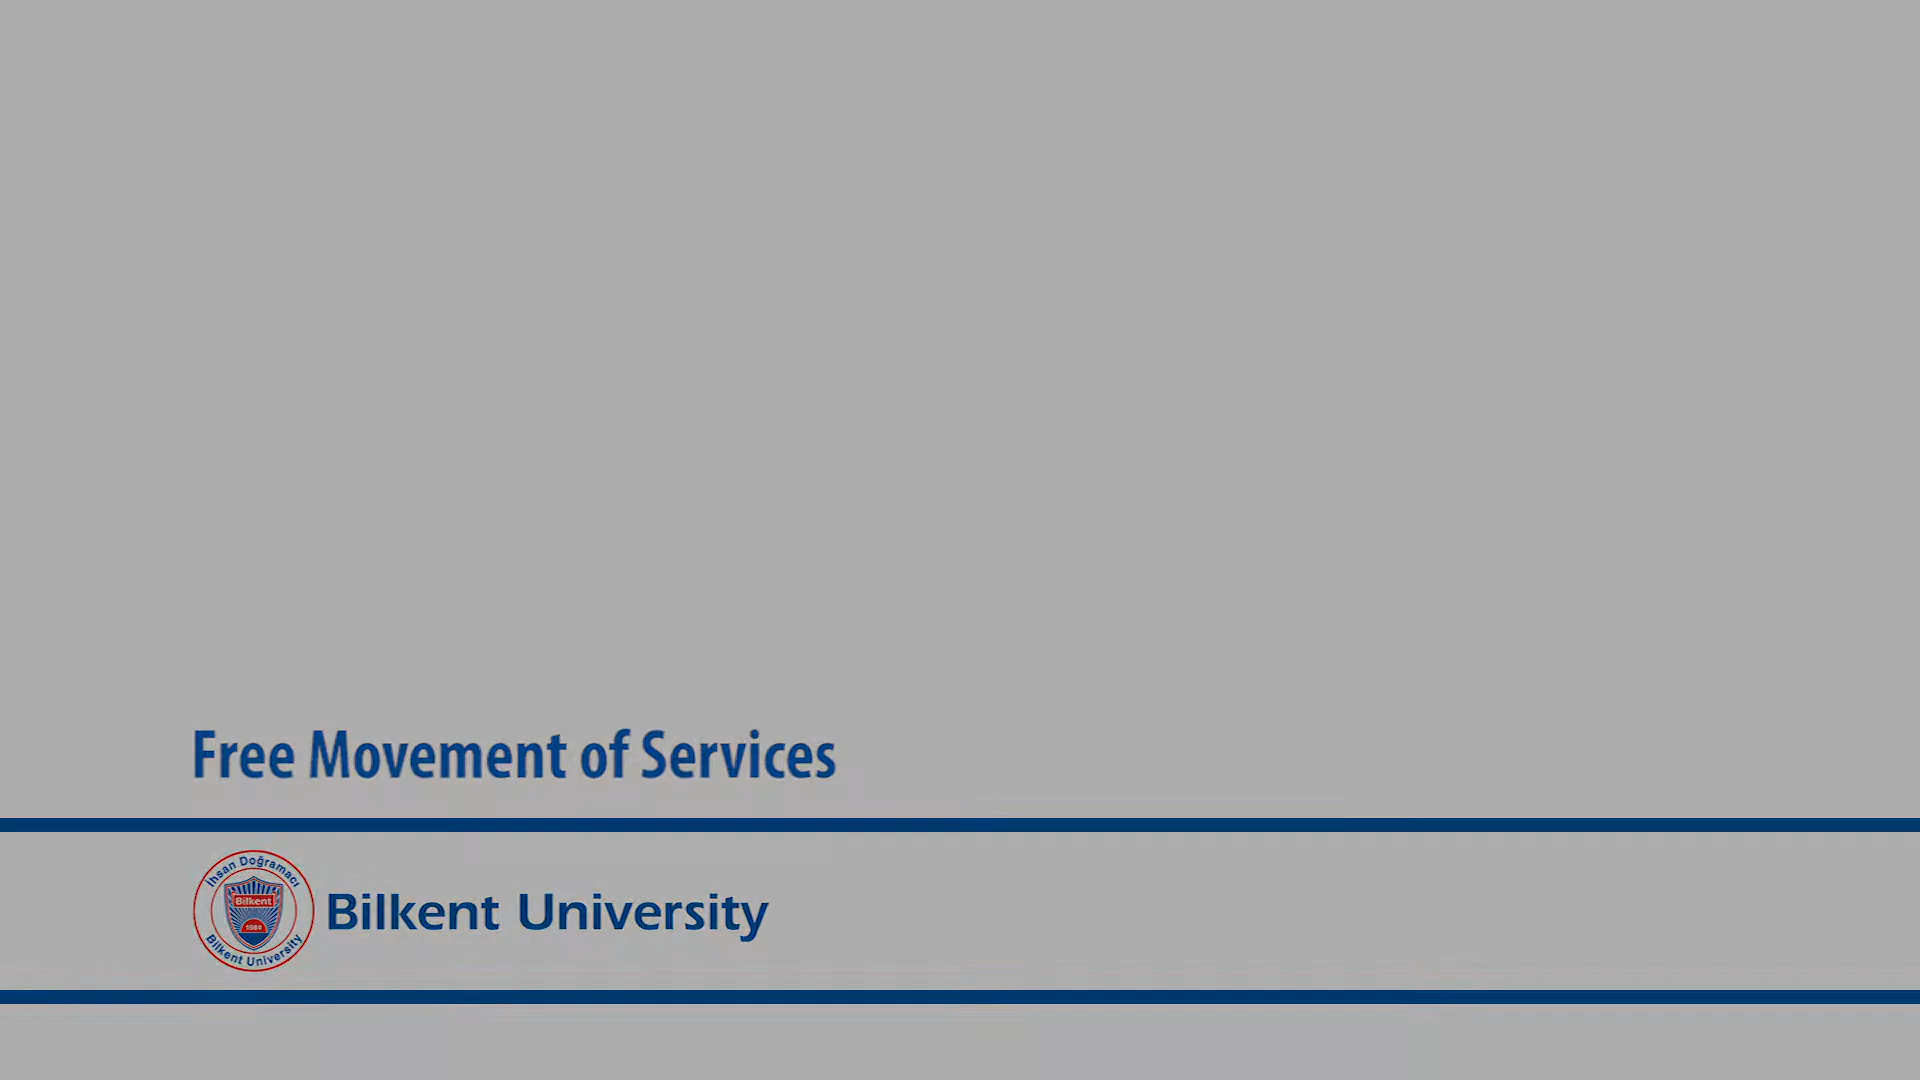 Free Movement of Services
İhsan Doğramacı
Bilkent
1984
Bilkent University
Bilkent University